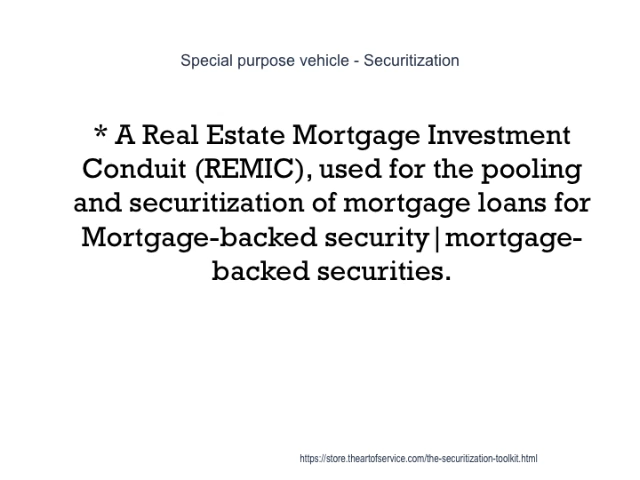 Special purpose vehicle - Securitization
* A Real Estate Mortgage Investment
Conduit (REMIC), used for the pooling
and securitization of mortgage loans for
Mortgage-backed security|mortgage-
backed securities.
https://store.theartofservice.com/the-securitization-toolkit.html